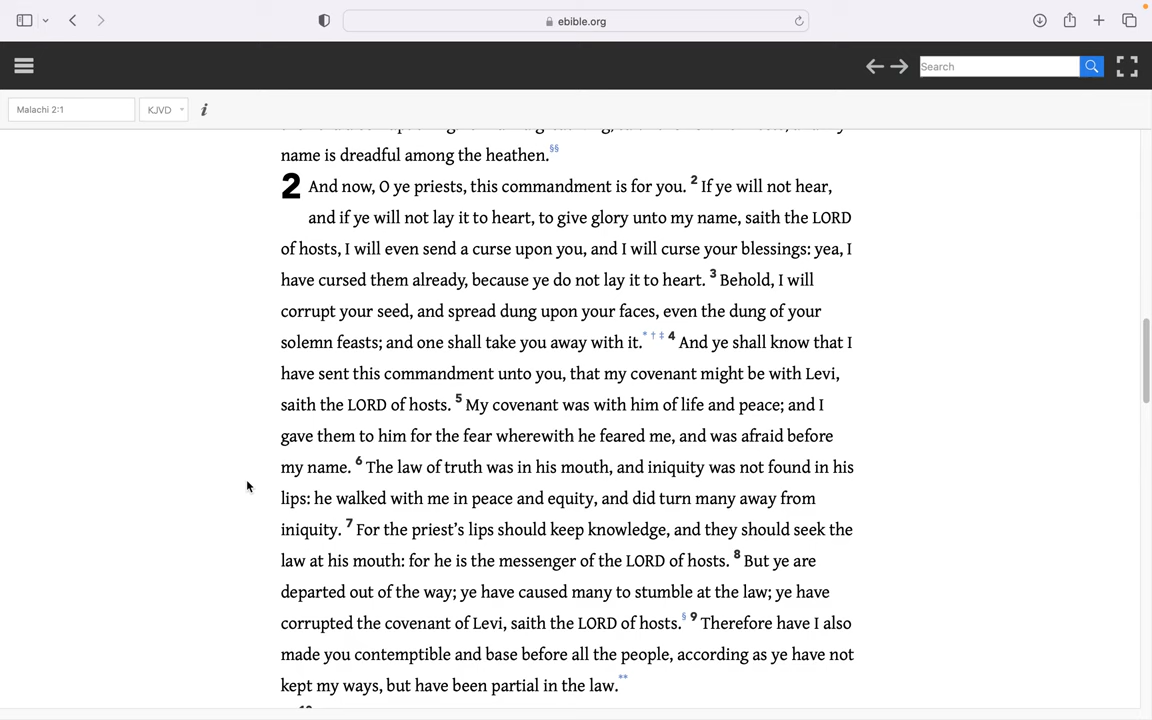 ebible.org
Search
Malachi 2:1 KJVD i
name is dreadful among the heathen.§§
2 And now, O ye priests, this commandment is for you. 2 If ye will not hear,
and if ye will not lay it to heart, to give glory unto my name, saith the LORD
of hosts, I will even send a curse upon you, and I will curse your blessings: yea, I
have cursed them already, because ye do not lay it to heart. 3 Behold, I will
corrupt your seed, and spread dung upon your faces, even the dung of your
solemn feasts; and one shall take you away with it.* † ‡ 4 And ye shall know that I
have sent this commandment unto you, that my covenant might be with Levi,
saith the LORD of hosts. 5 My covenant was with him of life and peace; and I
gave them to him for the fear wherewith he feared me, and was afraid before
my name. 6 The law of truth was in his mouth, and iniquity was not found in his
lips: he walked with me in peace and equity, and did turn many away from
iniquity. 7 For the priest’s lips should keep knowledge, and they should seek the
law at his mouth: for he is the messenger of the LORD of hosts. 8 But ye are
departed out of the way; ye have caused many to stumble at the law; ye have
corrupted the covenant of Levi, saith the LORD of hosts.§ 9 Therefore have I also
made you contemptible and base before all the people, according as ye have not
kept my ways, but have been partial in the law.**